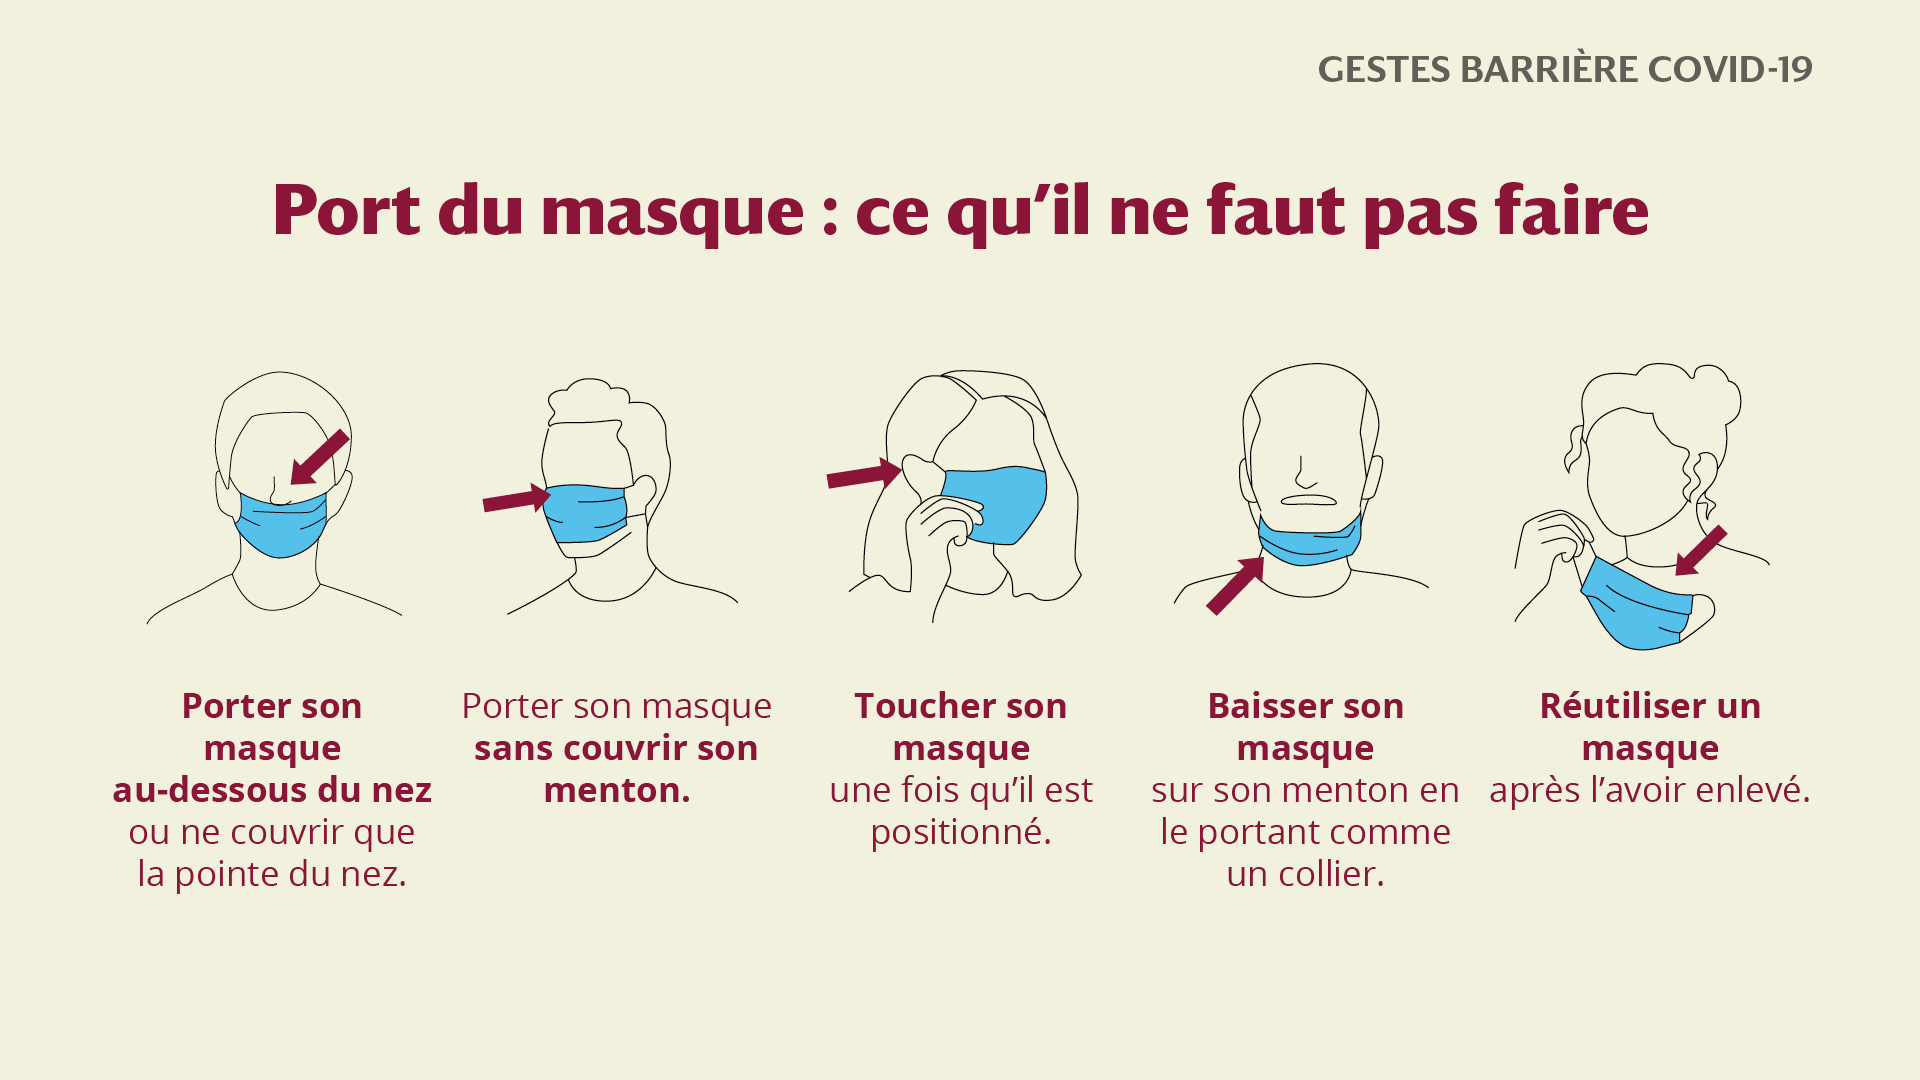 GESTES BARRIÈRE COVID-19
Port du masque : ce qu’il ne faut pas faire
Porter son
masque
au-dessous du nez
ou ne couvrir que
la pointe du nez.
Porter son masque
sans couvrir son
menton.
Toucher son
masque
une fois qu’il est
positionné.
Baisser son
masque
sur son menton en
le portant comme
un collier.
Réutiliser un
masque
après l’avoir enlevé.